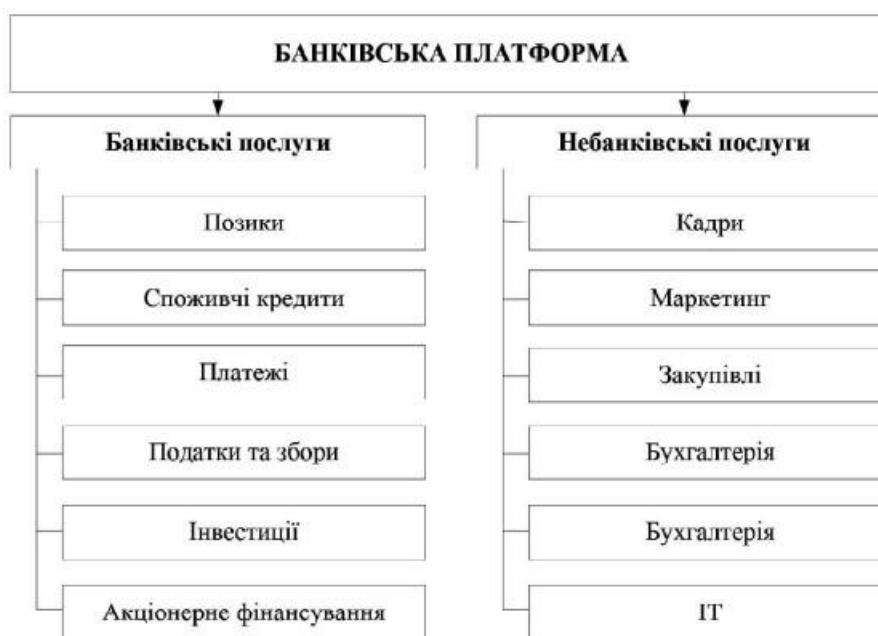 БАНКІВСЬКА ПЛАТФОРМА
Банківські послуги
Позики
Споживчі кредити
Платежі
Податки та збори
Інвестиції
Акціонерне фінансування
Небанківські послуги
Кадри
Маркетинг
Закупівлі
Бухгалтерія
Бухгалтерія
ІТ